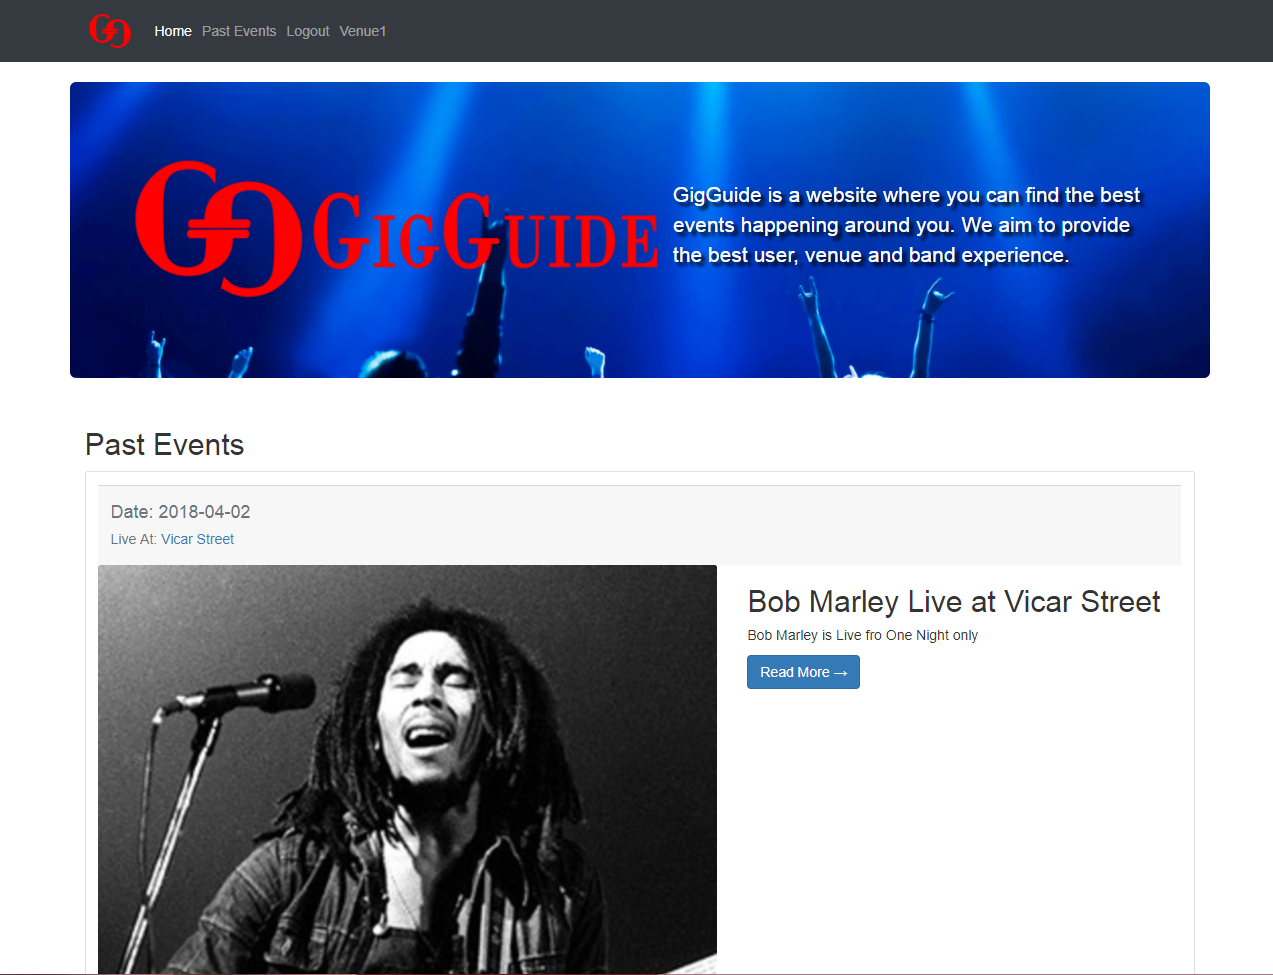 Home Past Events Logout Venue1
GigGuide
GigGuide is a website where you can find the best
events happening around you. We aim to provide
the best user, venue and band experience.
Past Events
Date: 2018-04-02
Live At: Vicar Street
Bob Marley Live at Vicar Street
Bob Marley is Live fro One Night only
Read More →